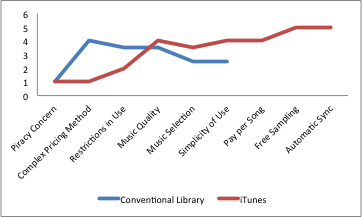 6
5
4
3
2
1
0
Piracy Concern
Complex Pricing Method
Restrictions in Use
Music Quality
Music Selection
Simplicity of Use
Pay per Song
Free Sampling
Automatic Sync
Conventional Library
iTunes